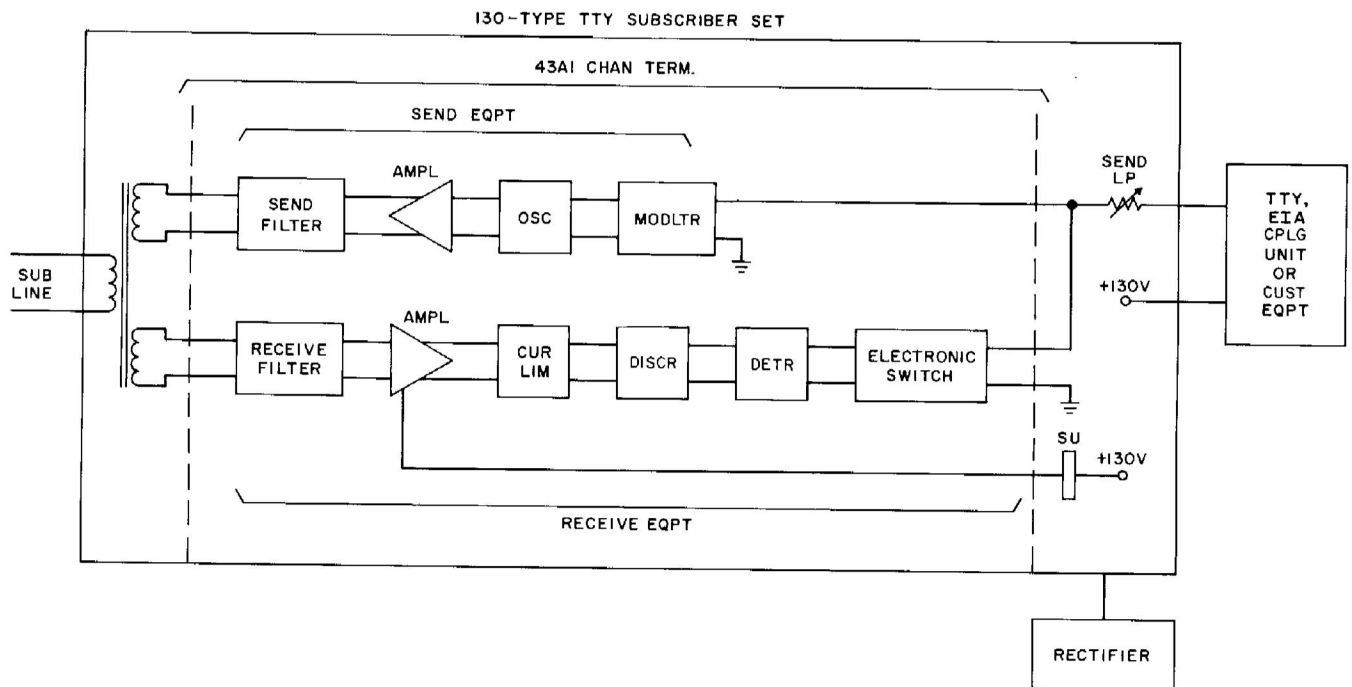 130-TYPE TTY SUBSCRIBER SET
43A1 CHAN TERM.
SEND EQPT
SUB
LINE
SEND
FILTER
AMPL
OSC
MODLTR
SEND
LP
TTY,
EIA
CPLG
UNIT
OR
CUST
EQPT
+130V
RECEIVE
FILTER
AMPL
CUR
LIM
DISCR
DETR
ELECTRONIC
SWITCH
SU
+130V
RECEIVE EQPT
RECTIFIER